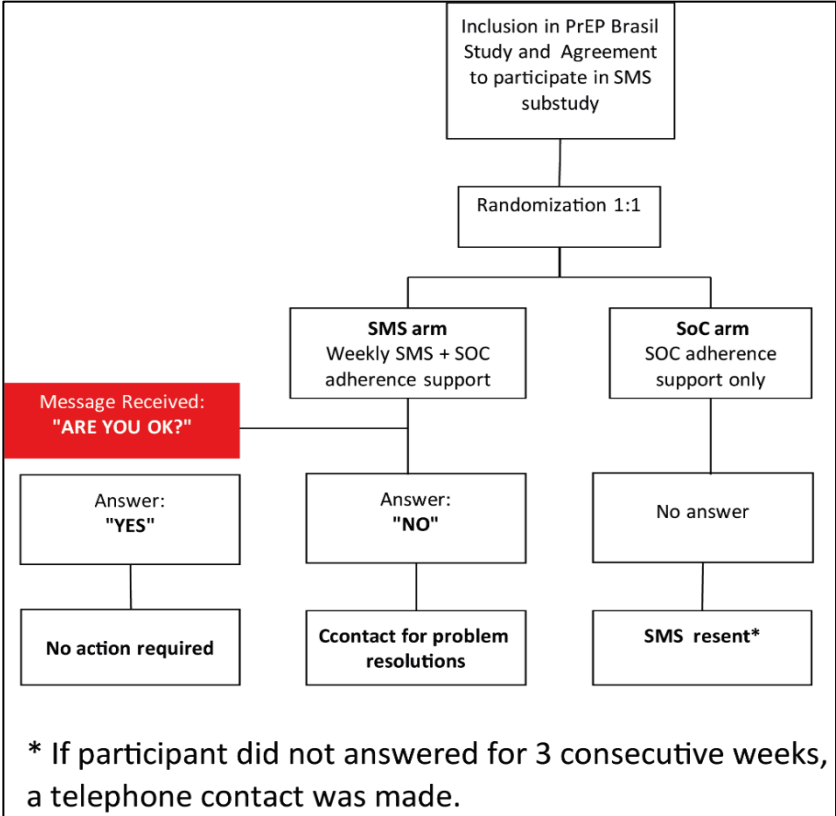 Inclusion in PrEP Brasil
Study and Agreement
to participate in SMS
substudy
Randomization 1:1
SMS arm
Weekly SMS + SOC
adherence support
SoC arm
SOC adherence
support only
Message Received:
"ARE YOU OK?"
Answer:
"YES"
Answer:
"NO"
No answer
No action required
Ccontact for problem
resolutions
SMS resent*
* If participant did not answered for 3 consecutive weeks,
a telephone contact was made.